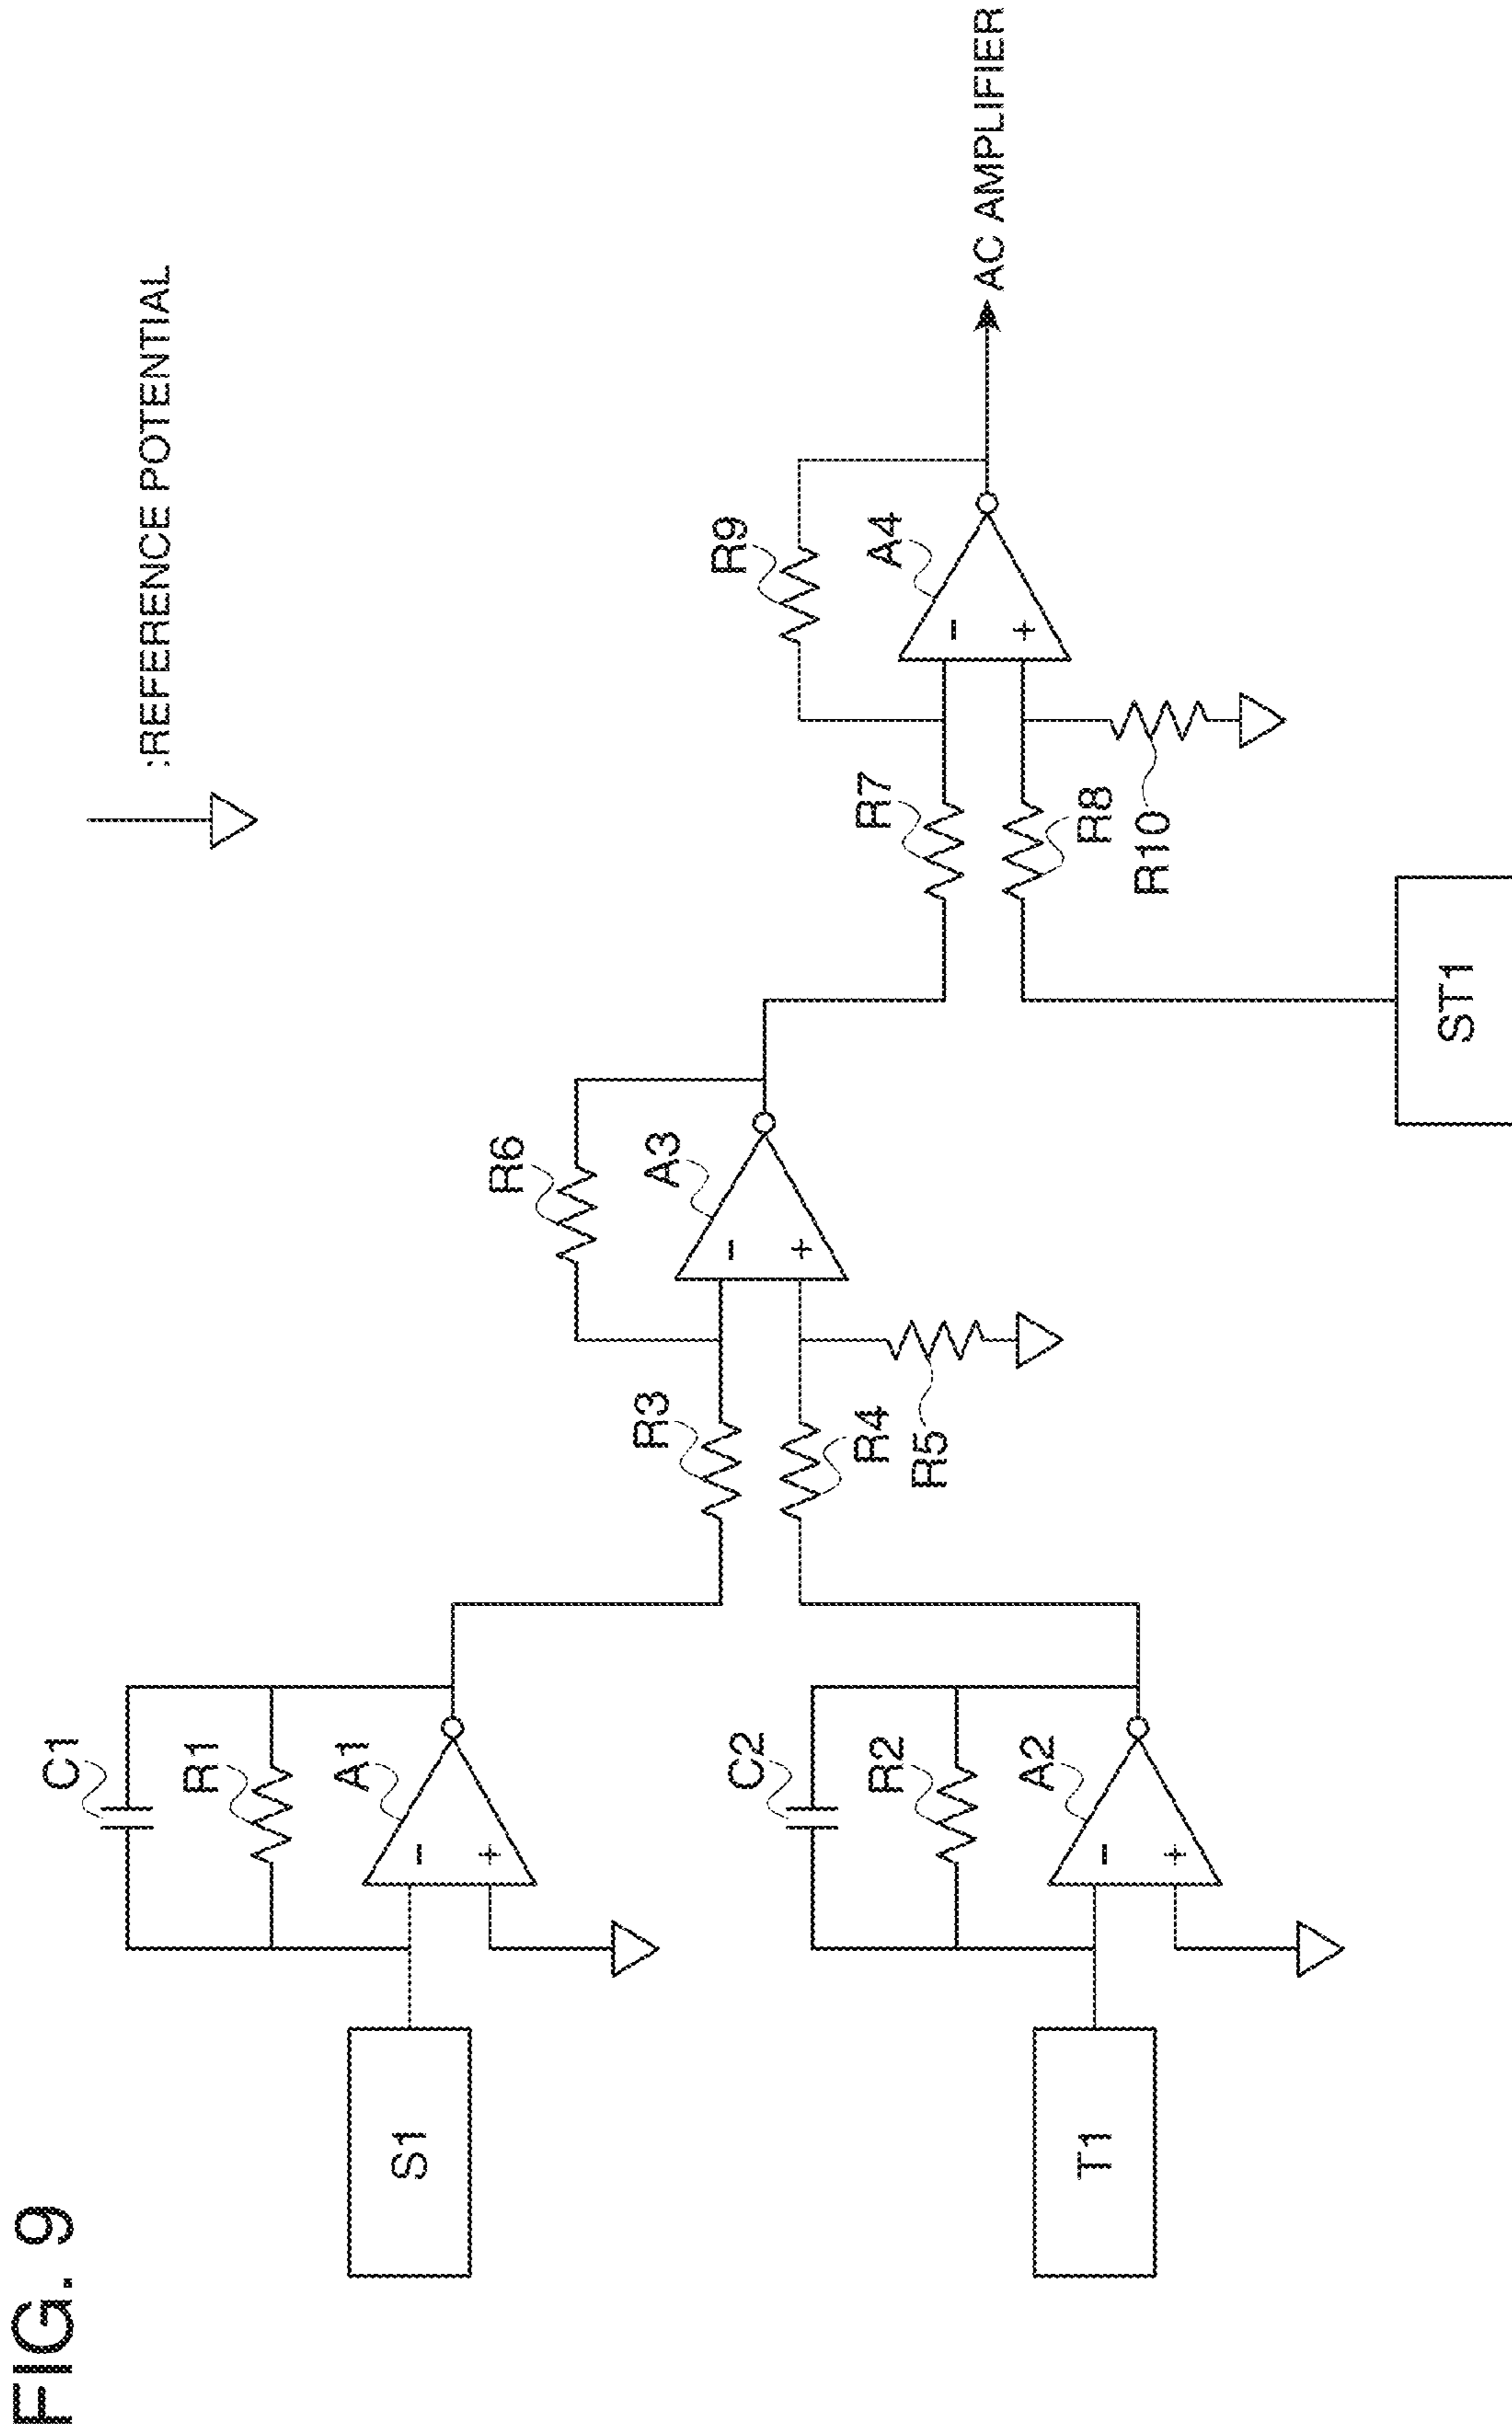 FIG. 9
:REFERENCE POTENTIAL
C1
R1
A1
S1
C2
R2
A2
T1
R3
R4
R5
R6
A3
R7
R8
R10
R9
A4
ST1
AC AMPLIFIER
-
+
-
+
-
+
-
+